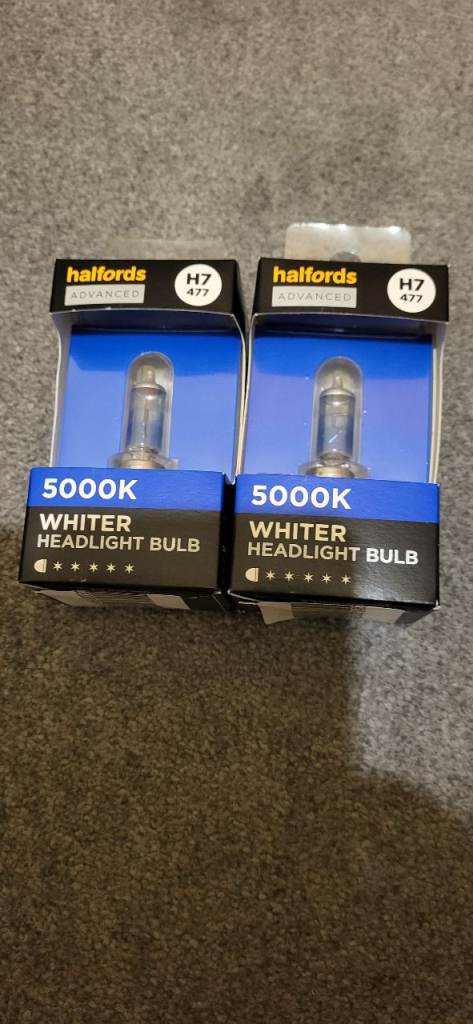 halfords
ADVANCED
H7
477
5000K
WHITER
HEADLIGHT BULB
halfords
ADVANCED
H7
477
5000K
WHITER
HEADLIGHT BULB